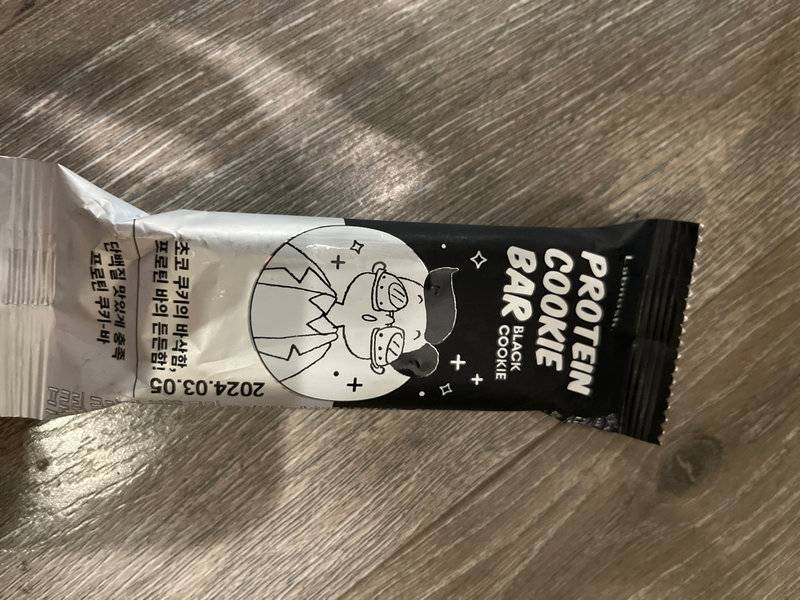 Labnosh
PROTEIN
COOKIE
BAR
BLACK
COOKIE
초코 쿠키의 바삭함,
프로틴 바의 든든함!
2024.03.05
단백질 맛있게 충족
프로틴 쿠키-바